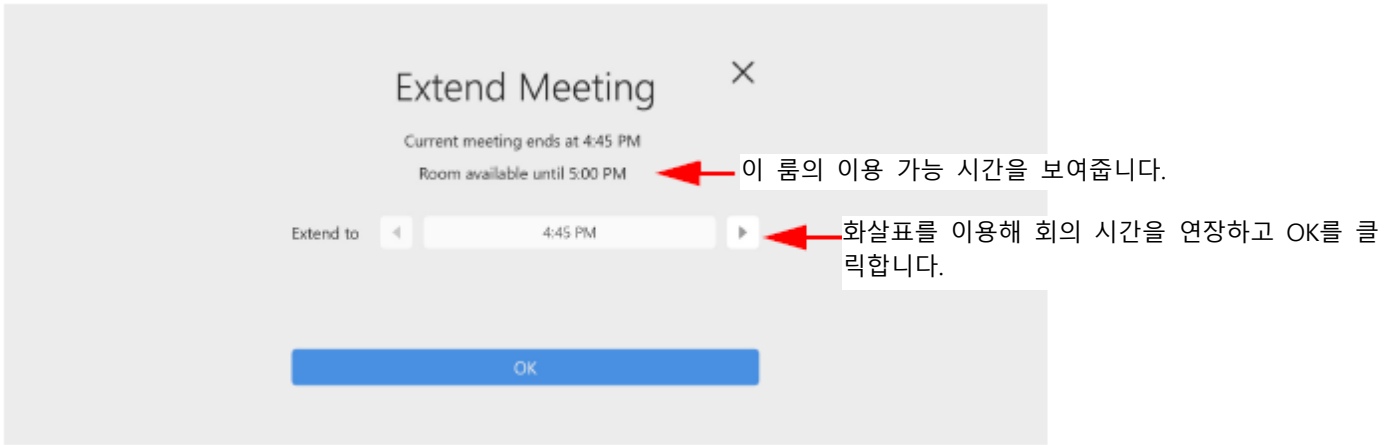 Extend Meeting
Current meeting ends at 4:45 PM
Room available until 5:00 PM
이 룸의 이용 가능 시간을 보여줍니다.
Extend to
4:45 PM
화살표를 이용해 회의 시간을 연장하고 OK를 클
릭합니다.
OK